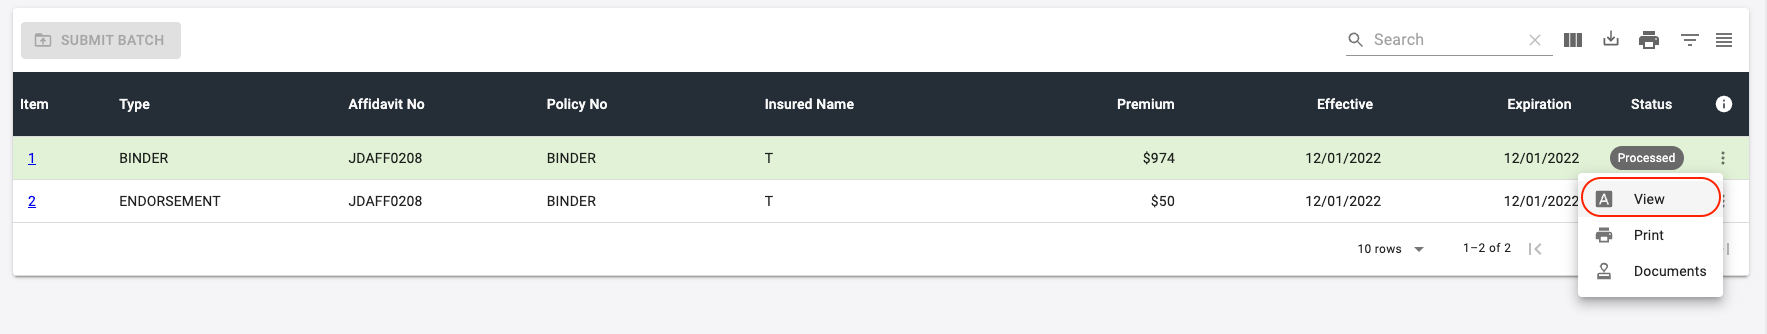 SUBMIT BATCH
Search
Item Type Affidavit No Policy No Insured Name Premium Effective Expiration Status
1 BINDER JDAFF0208 BINDER T $974 12/01/2022 12/01/2022 Processed
2 ENDORSEMENT JDAFF0208 BINDER T $50 12/01/2022 12/01/2022
10 rows 1–2 of 2
View
Print
Documents